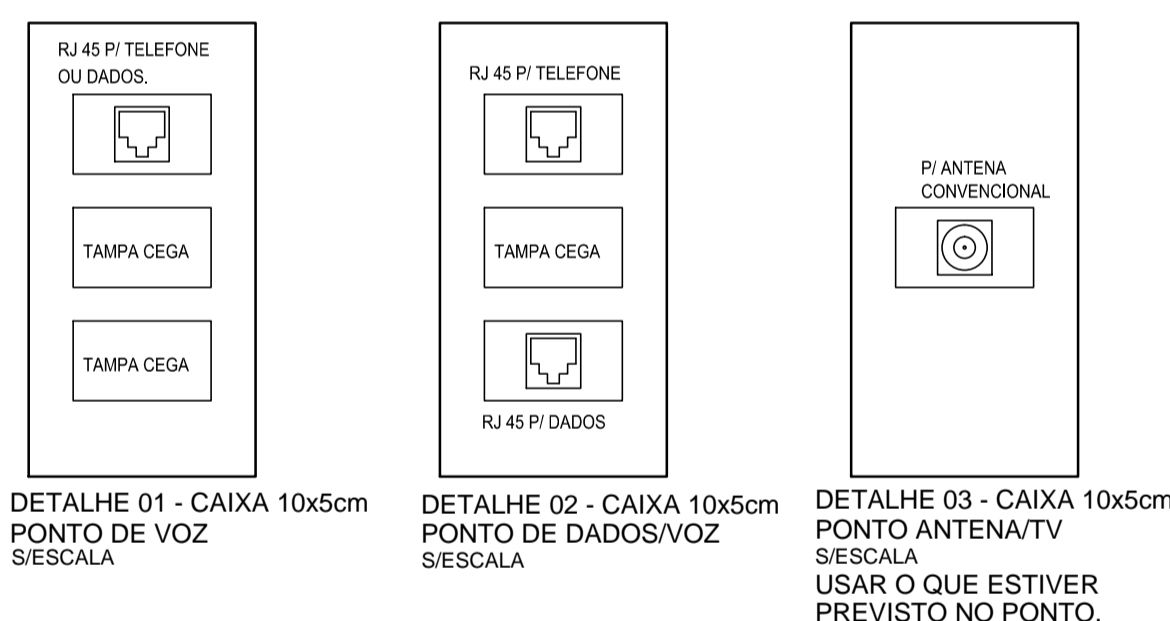 RJ 45 P/ TELEFONE
OU DADOS.
TAMPA CEGA
TAMPA CEGA
DETALHE 01 - CAIXA 10x5cm
PONTO DE VOZ
S/ESCALA
RJ 45 P/ TELEFONE
TAMPA CEGA
RJ 45 P/ DADOS
DETALHE 02 - CAIXA 10x5cm
PONTO DE DADOS/VOZ
S/ESCALA
P/ ANTENA
CONVENCIONAL
DETALHE 03 - CAIXA 10x5cm
PONTO ANTENA/TV
S/ESCALA
USAR O QUE ESTIVER
PREVISTO NO PONTO.